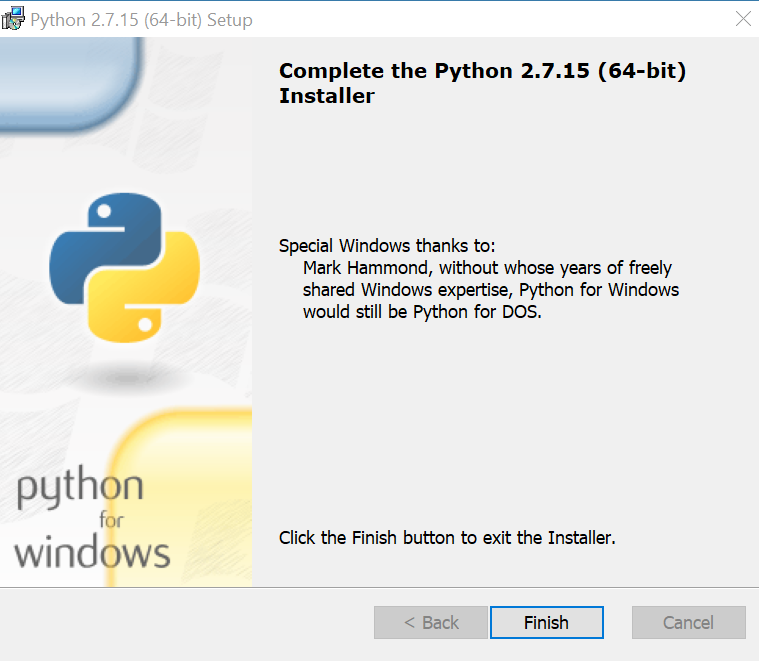 Python 2.7.15 (64-bit) Setup
Complete the Python 2.7.15 (64-bit)
Installer
Special Windows thanks to:
Mark Hammond, without whose years of freely
shared Windows expertise, Python for Windows
would still be Python for DOS.
python
for
windows
Click the Finish button to exit the Installer.
< Back
Finish
Cancel